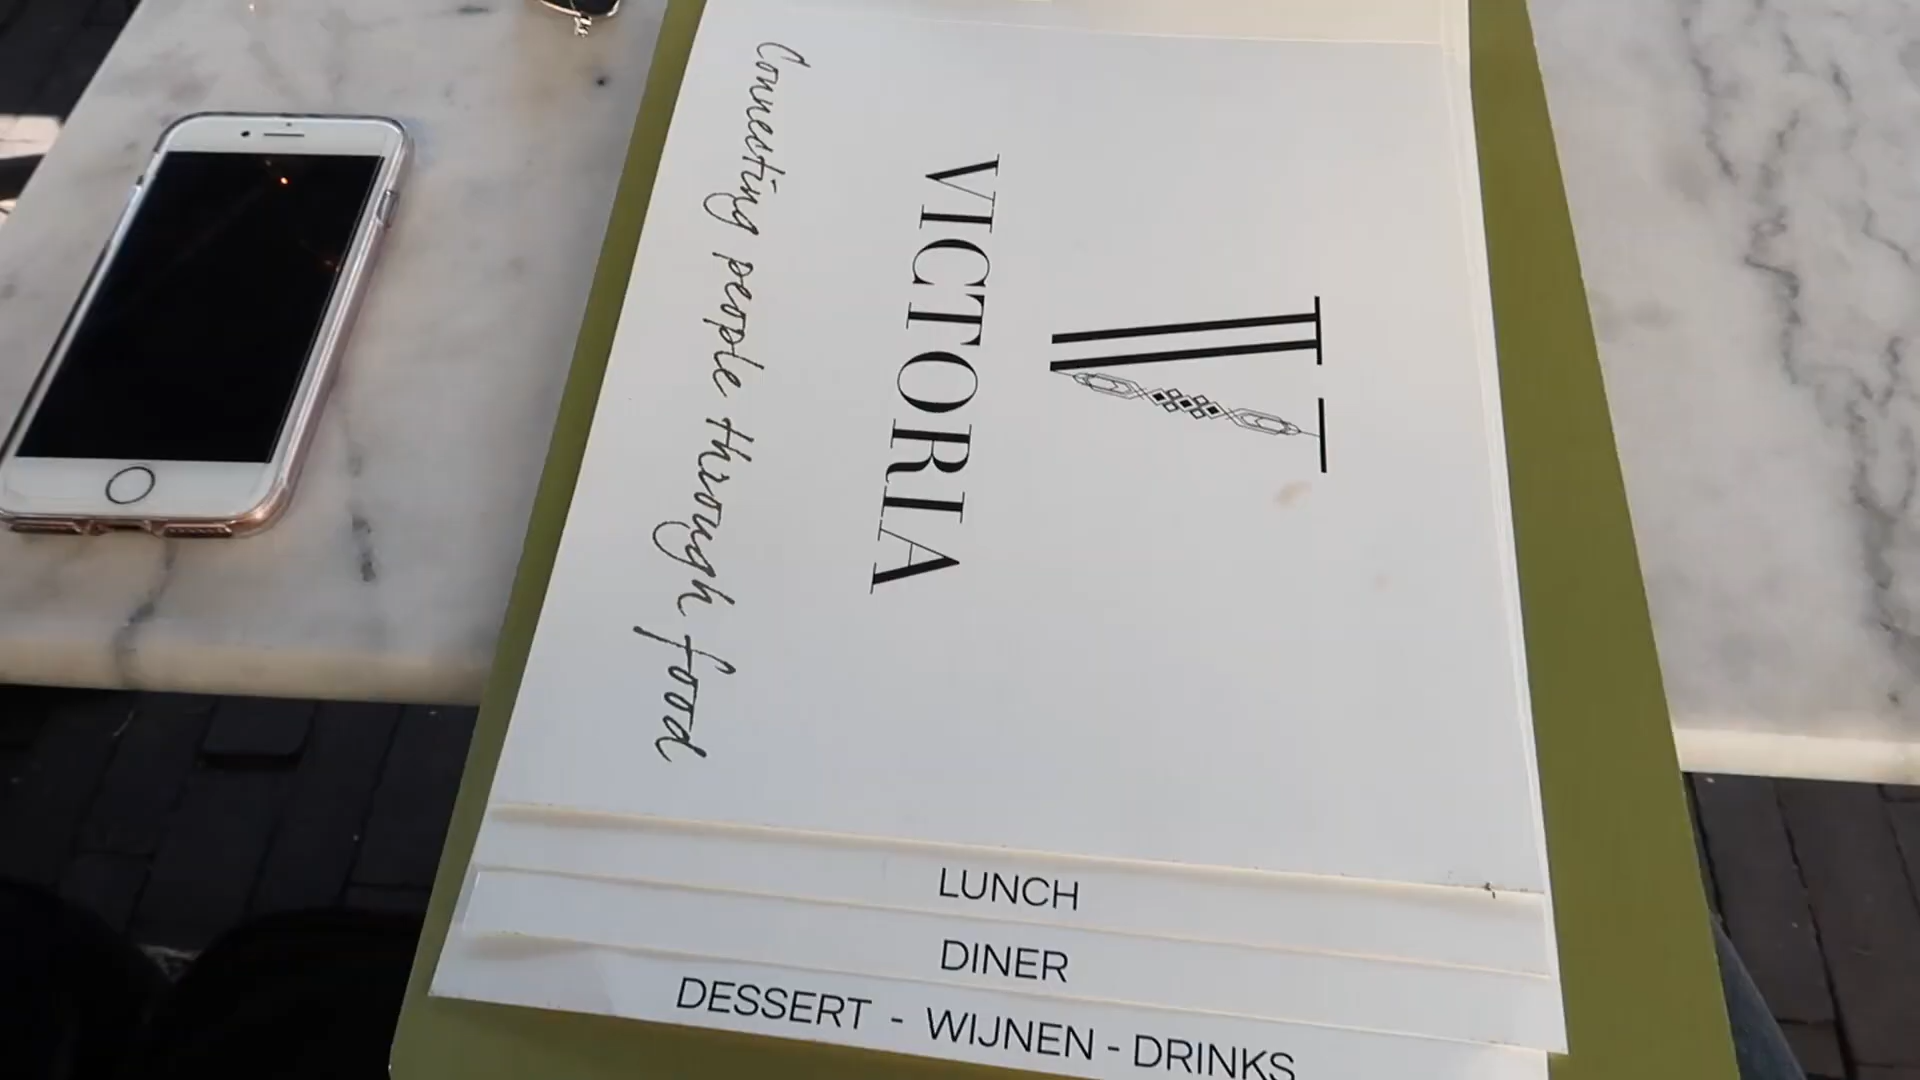 VICTORIA
Connecting people through food
LUNCH
DINER
DESSERT - WIJNEN - DRINKS